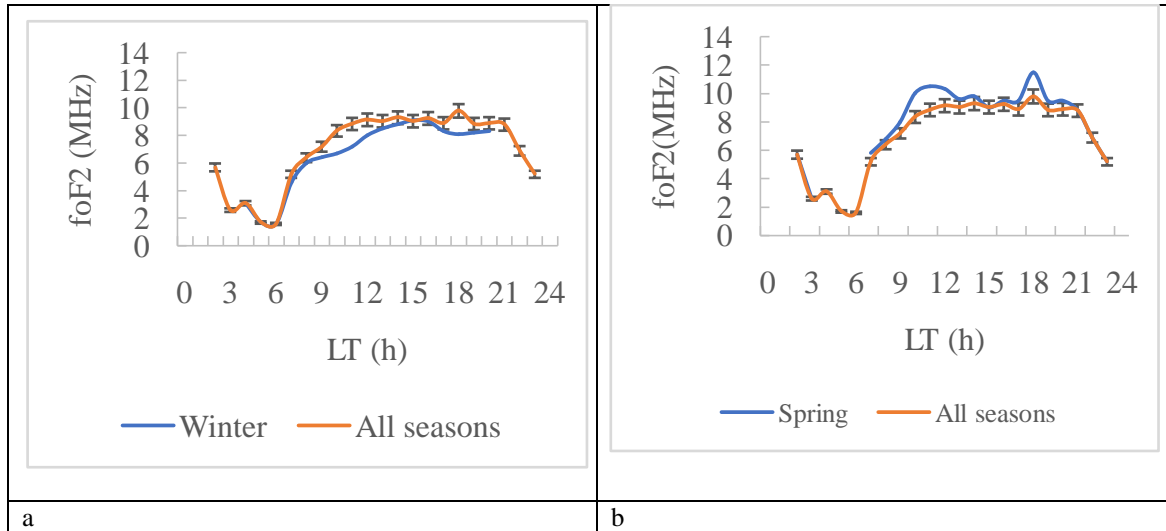 14
12
10
8
6
4
2
0
foF2 (MHz)
0 3 6 9 12 15 18 21 24
LT (h)
Winter All seasons
14
12
10
8
6
4
2
0
foF2(MHz)
0 3 6 9 12 15 18 21 24
LT (h)
Spring All seasons
a
b